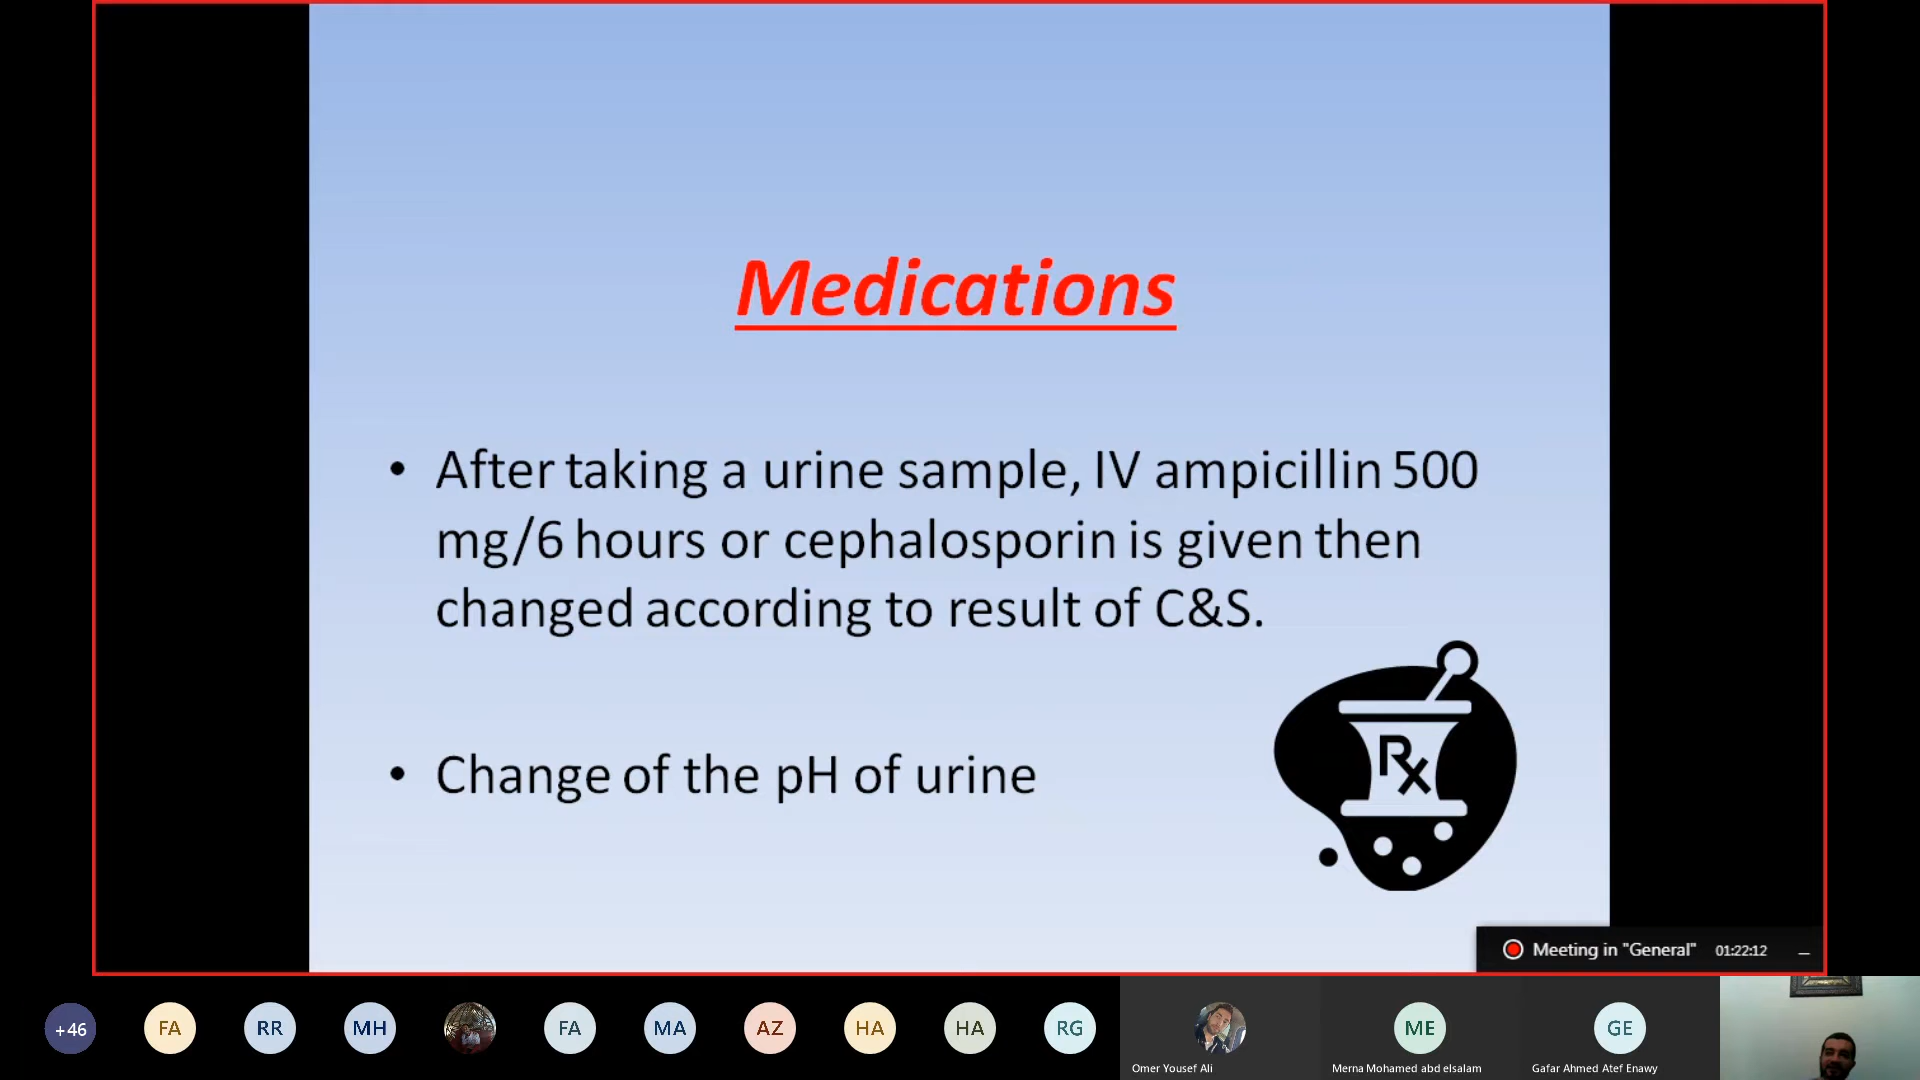 Medications
• After taking a urine sample, IV ampicillin 500
mg/6 hours or cephalosporin is given then
changed according to result of C&S.
• Change of the pH of urine
Rx
Meeting in "General" 01:22:12
+46 FA RR MH FA MA AZ HA HA RG ME GE
Omer Yousef Ali Merna Mohamed abd elsalam Gafar Ahmed Atef Enawy